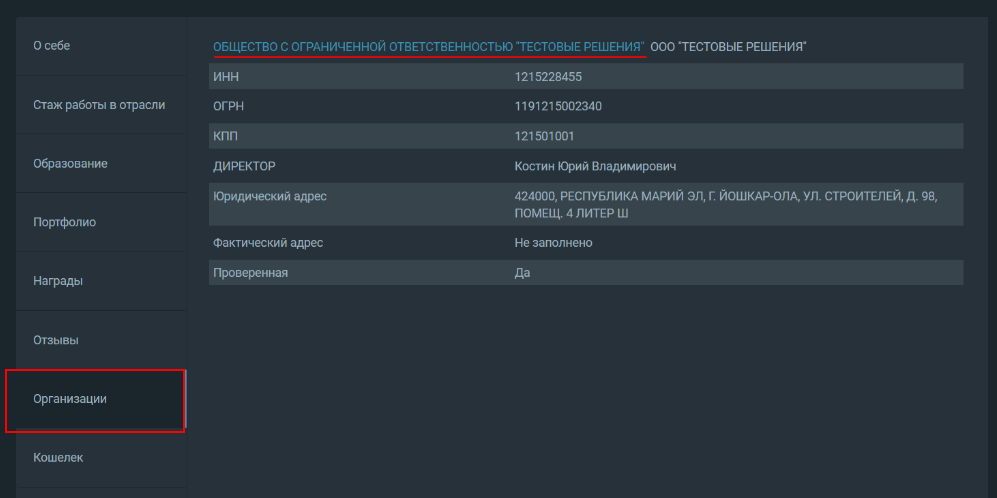 О себе
Стаж работы в отрасли
Образование
Портфолио
Награды
Отзывы
Организации
Кошелек
ОБЩЕСТВО С ОГРАНИЧЕННОЙ ОТВЕТСТВЕННОСТЬЮ "ТЕСТОВЫЕ РЕШЕНИЯ" ООО "ТЕСТОВЫЕ РЕШЕНИЯ"
ИНН 1215228455
ОГРН 1191215002340
КПП 121501001
ДИРЕКТОР Костин Юрий Владимирович
Юридический адрес 424000, РЕСПУБЛИКА МАРИЙ ЭЛ, Г. ЙОШКАР-ОЛА, УЛ. СТРОИТЕЛЕЙ, Д. 98,
ПОМЕЩ. 4 ЛИТЕР Ш
Фактический адрес Не заполнено
Проверенная Да